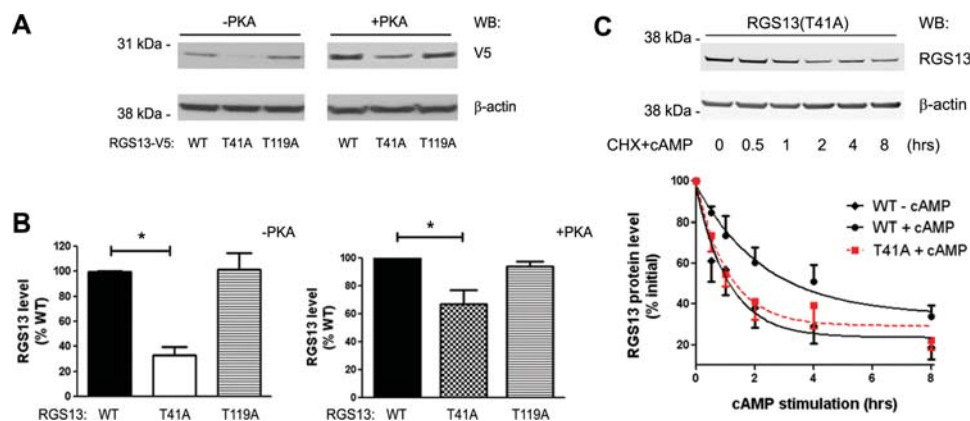 A
-PKA
+PKA
WB:
31 kDa -
V5
38 kDa -
β-actin
RGS13-V5: WT T41A T119A WT T41A T119A
B
-PKA
*
RGS13 level
(% WT)
120
100
80
60
40
20
0
RGS13: WT T41A T119A
+PKA
*
RGS13 level
(% WT)
100
80
60
40
20
0
RGS13: WT T41A T119A
C
RGS13(T41A)
WB:
38 kDa -
RGS13
38 kDa -
β-actin
CHX+cAMP 0 0.5 1 2 4 8 (hrs)
RGS13 protein level
(% initial)
100
80
60
40
20
WT - cAMP
WT + cAMP
T41A + cAMP
0 2 4 6 8
cAMP stimulation (hrs)